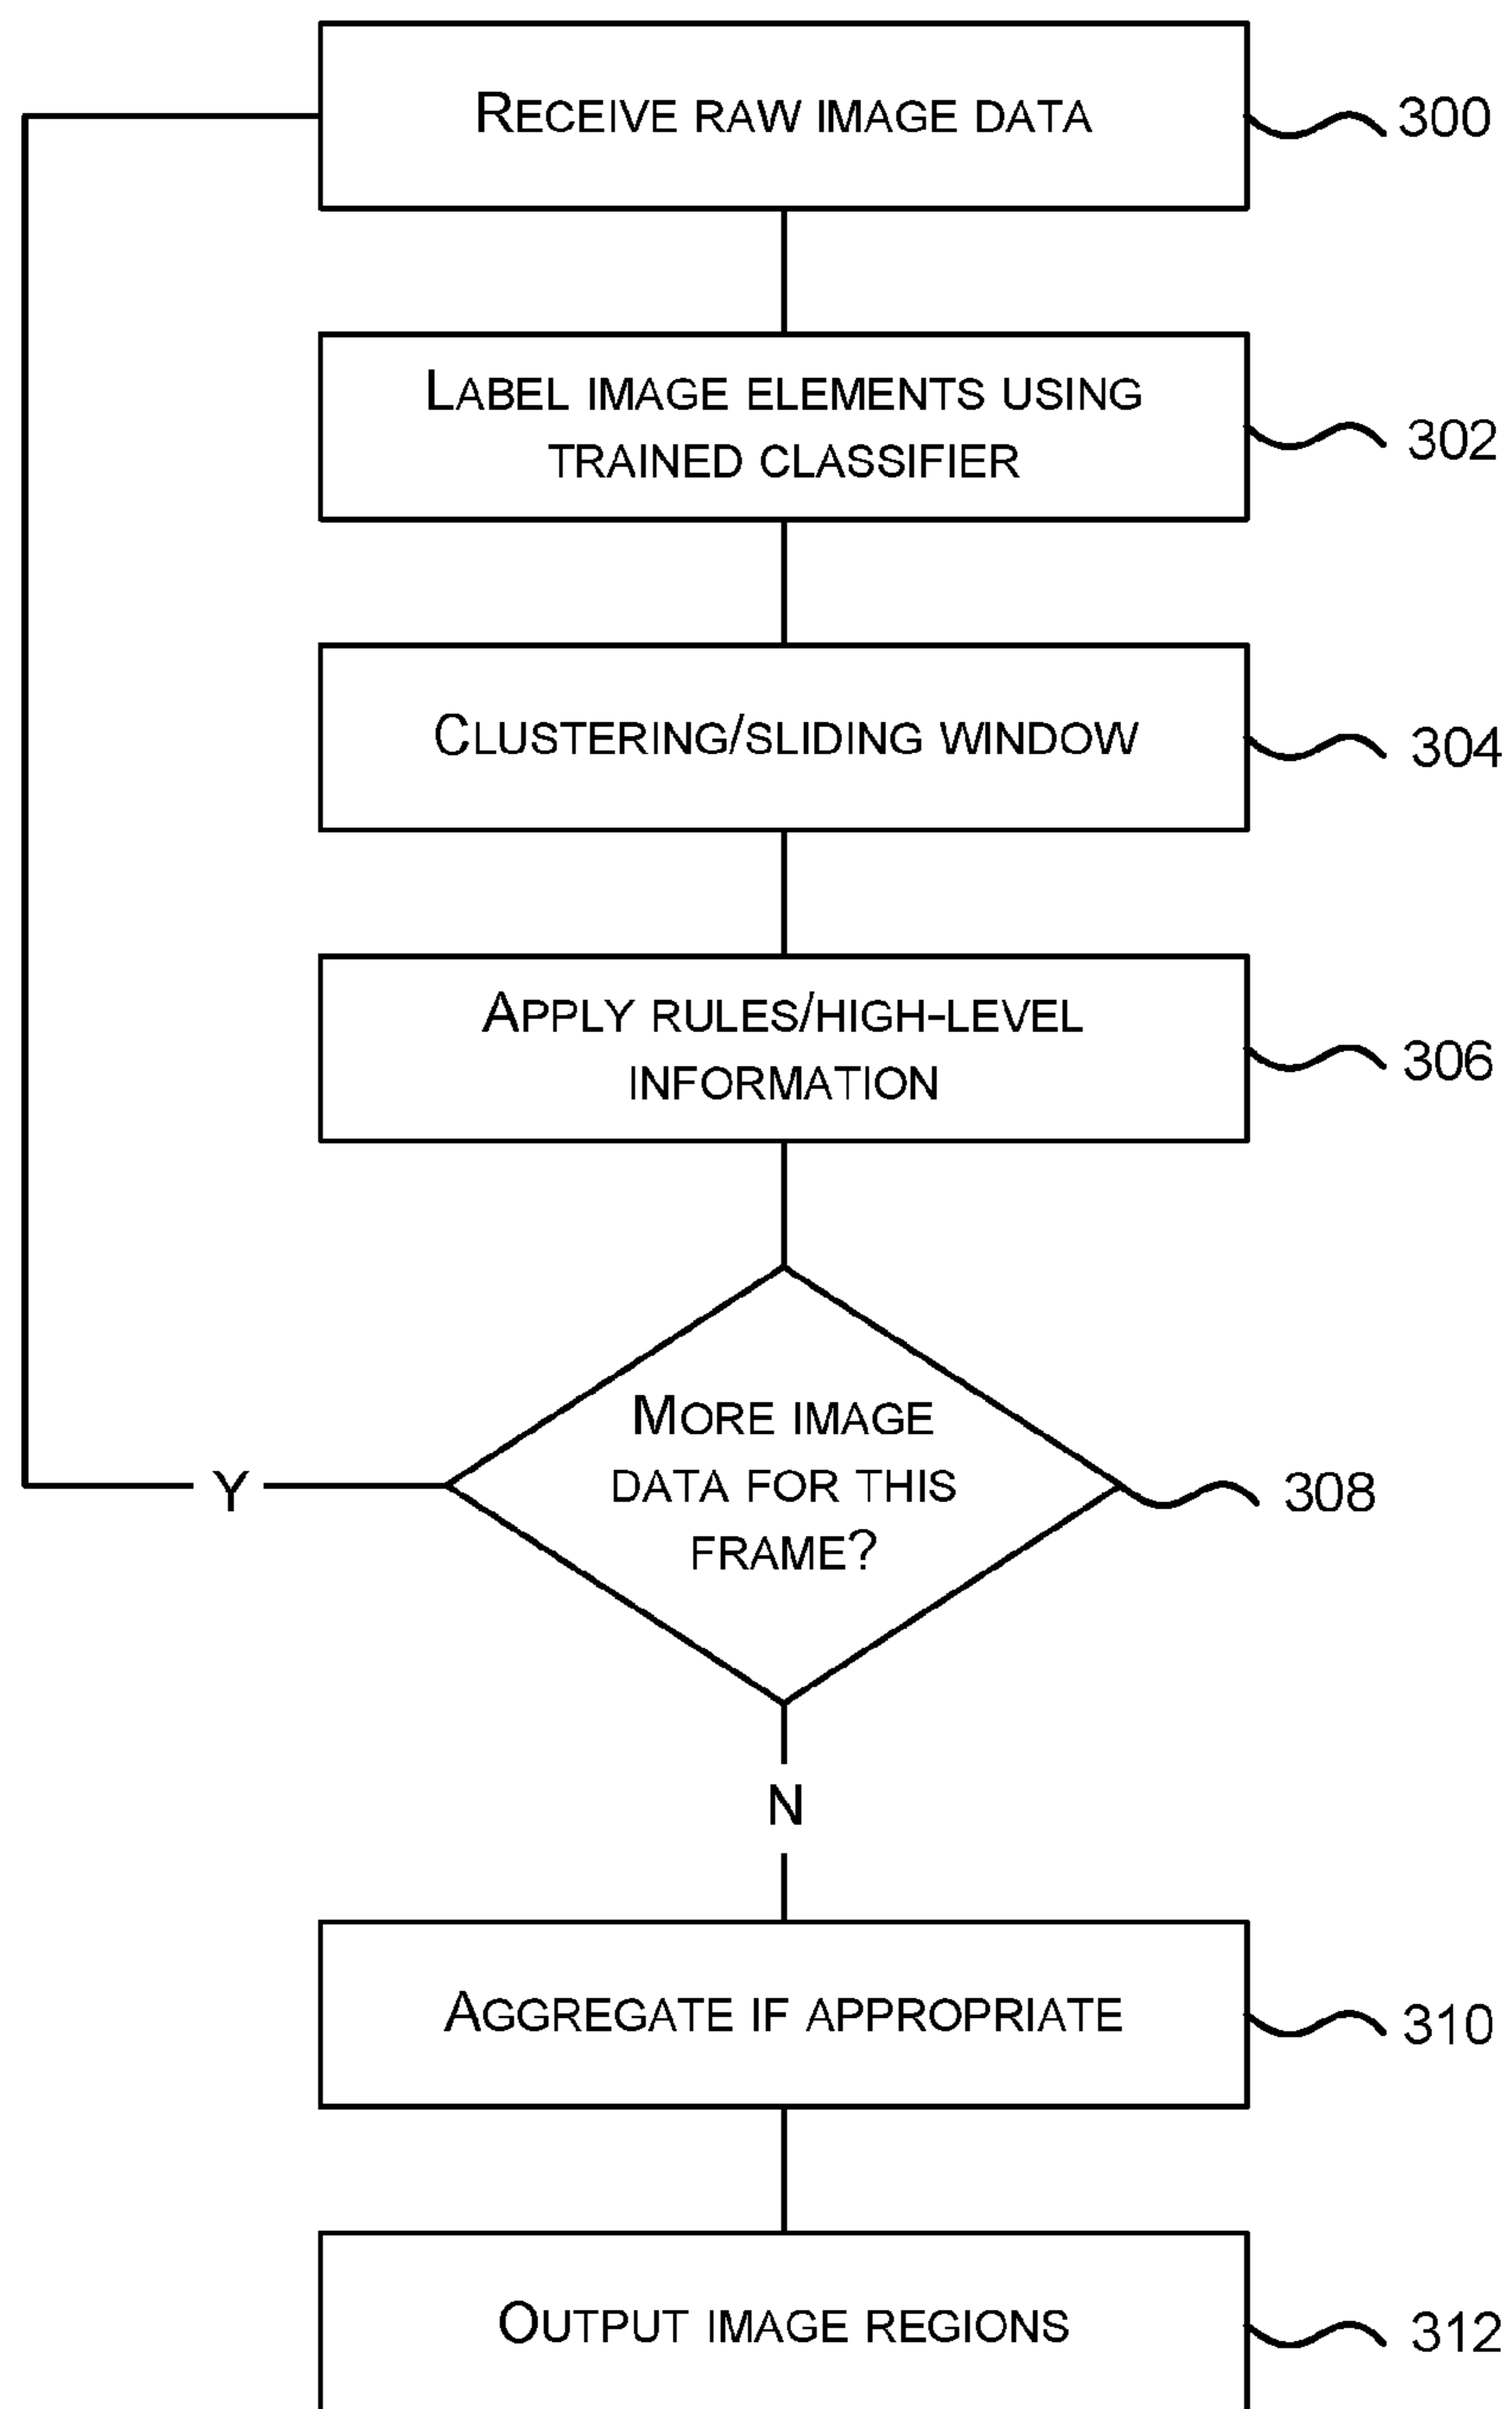 RECEIVE RAW IMAGE DATA
300
LABEL IMAGE ELEMENTS USING
TRAINED CLASSIFIER
302
CLUSTERING/SLIDING WINDOW
304
APPLY RULES/HIGH-LEVEL
INFORMATION
306
MORE IMAGE
DATA FOR THIS
FRAME?
308
Y
N
AGGREGATE IF APPROPRIATE
310
OUTPUT IMAGE REGIONS
312